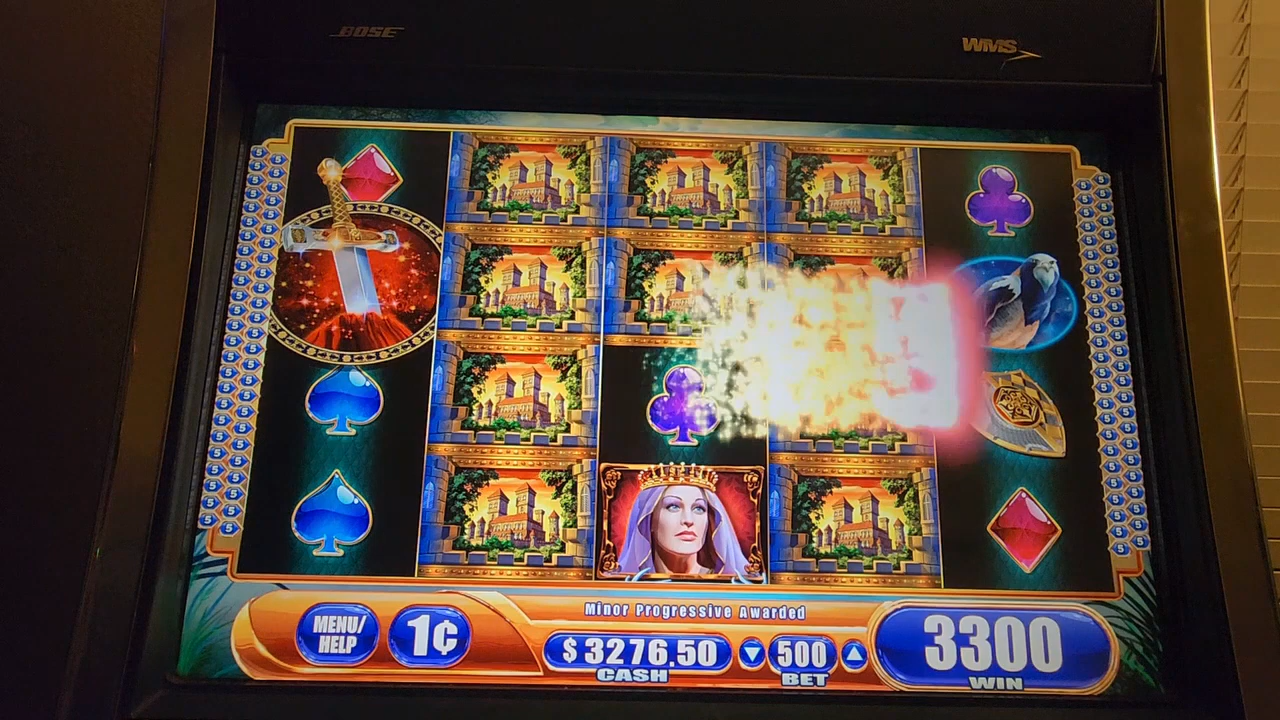 BOSE
WMS
Minor Progressive Awarded
MENU/
HELP
1¢
$3276.50
CASH
500
BET
3300
WIN